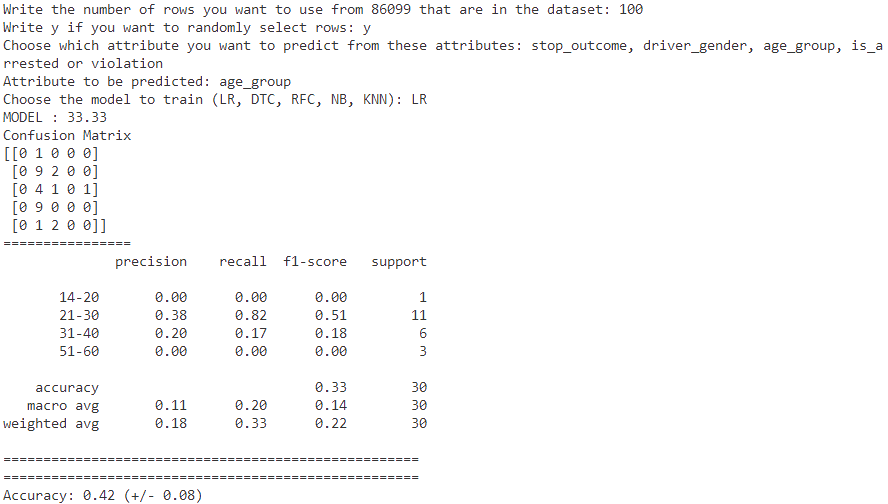 Write the number of rows you want to use from 86099 that are in the dataset: 100
Write y if you want to randomly select rows: y
Choose which attribute you want to predict from these attributes: stop_outcome, driver_gender, age_group, is_a
rrested or violation
Attribute to be predicted: age_group
Choose the model to train (LR, DTC, RFC, NB, KNN): LR
MODEL : 33.33
Confusion Matrix
[[0 1 0 0 0]
 [0 9 2 0 0]
 [0 4 1 0 1]
 [0 9 0 0 0]
 [0 1 2 0 0]]
================
precision recall f1-score support
14-20 0.00 0.00 0.00 1
21-30 0.38 0.82 0.51 11
31-40 0.20 0.17 0.18 6
51-60 0.00 0.00 0.00 3
accuracy 0.33 30
macro avg 0.11 0.20 0.14 30
weighted avg 0.18 0.33 0.22 30
====================================================
====================================================
Accuracy: 0.42 (+/- 0.08)